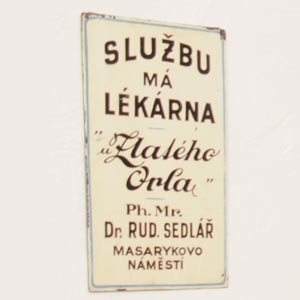 SLUŽBU
MÁ
LÉKÁRNA
"u Zlatého
Orla"
Ph. Mr.
Dr. RUD. SEDLÁŘ
MASARYKOVO
NÁMĚSTÍ